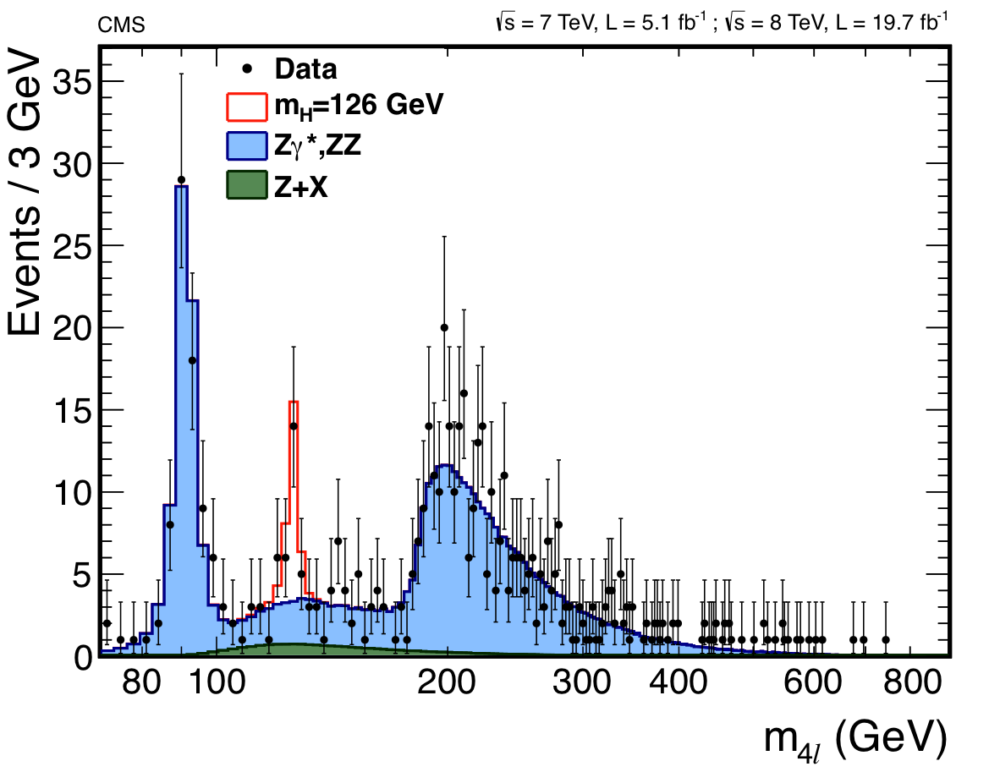 CMS √s = 7 TeV, L = 5.1 fb⁻¹ ; √s = 8 TeV, L = 19.7 fb⁻¹
Events / 3 GeV
35
30
25
20
15
10
5
0
Data
m_H=126 GeV
Zγ*,ZZ
Z+X
80 100 200 300 400 600 800
m_4l (GeV)